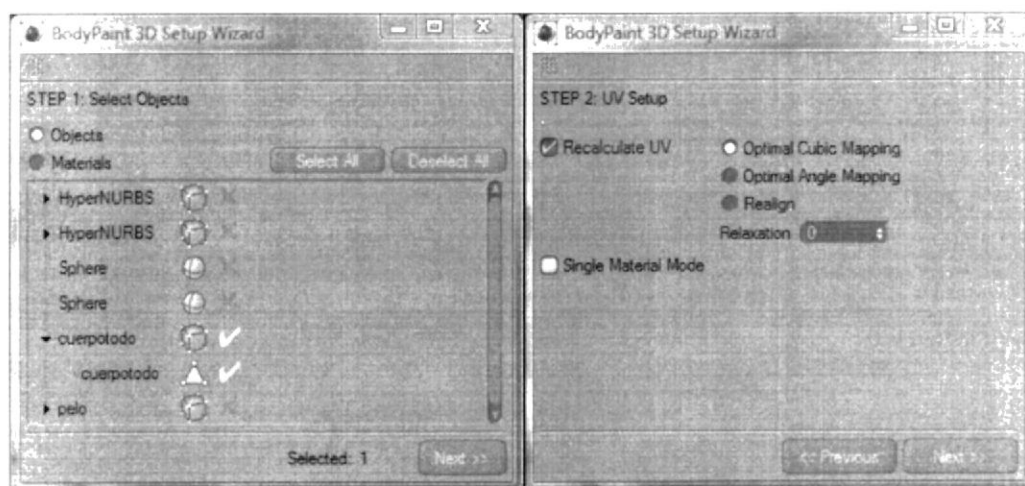 BodyPaint 3D Setup Wizard
STEP 1: Select Objects
Objects
Materials
Select All
Deselect All
HyperNURBS
HyperNURBS
Sphere
Sphere
cuerpotodo
cuerpotodo
pelo
Selected: 1
Next >>
BodyPaint 3D Setup Wizard
STEP 2: UV Setup
Recalculate UV
Optimal Cubic Mapping
Optimal Angle Mapping
Realign
Relaxation 0
Single Material Mode
<< Previous
Next >>